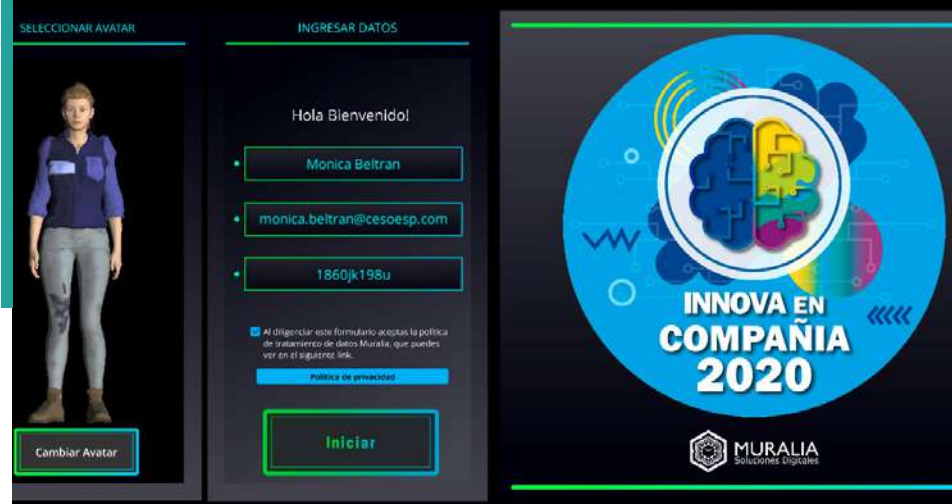 SELECCIONAR AVATAR
Cambiar Avatar
INGRESAR DATOS
Hola Bienvenido!
Monica Beltran
monica.beltran@cesoesp.com
1860jk198u
Al diligenciar este formulario aceptas la política
de tratamiento de datos Muralia, que puedes
ver en el siguiente link.
Política de privacidad
Iniciar
INNOVA EN
COMPAÑIA
2020
MURALIA
Soluciones Digitales